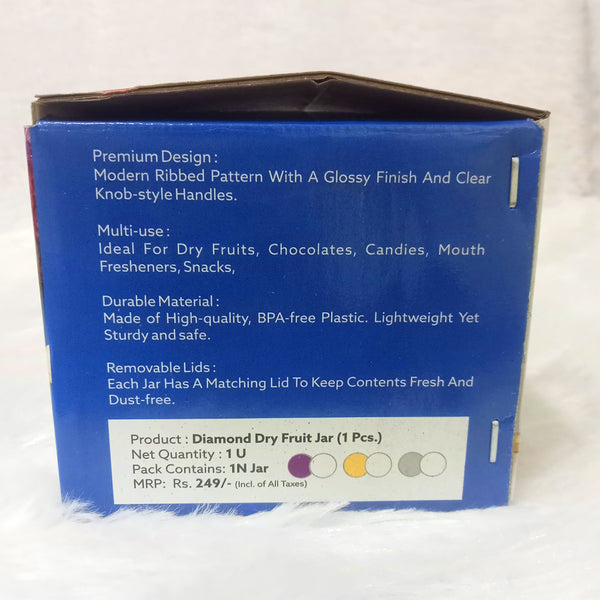 Premium Design :
Modern Ribbed Pattern With A Glossy Finish And Clear
Knob-style Handles.
Multi-use :
Ideal For Dry Fruits, Chocolates, Candies, Mouth
Fresheners, Snacks,
Durable Material :
Made of High-quality, BPA-free Plastic. Lightweight Yet
Sturdy and safe.
Removable Lids :
Each Jar Has A Matching Lid To Keep Contents Fresh And
Dust-free.
Product : Diamond Dry Fruit Jar (1 Pcs.)
Net Quantity : 1 U
Pack Contains: 1N Jar
MRP: Rs. 249/- (Incl. of All Taxes)